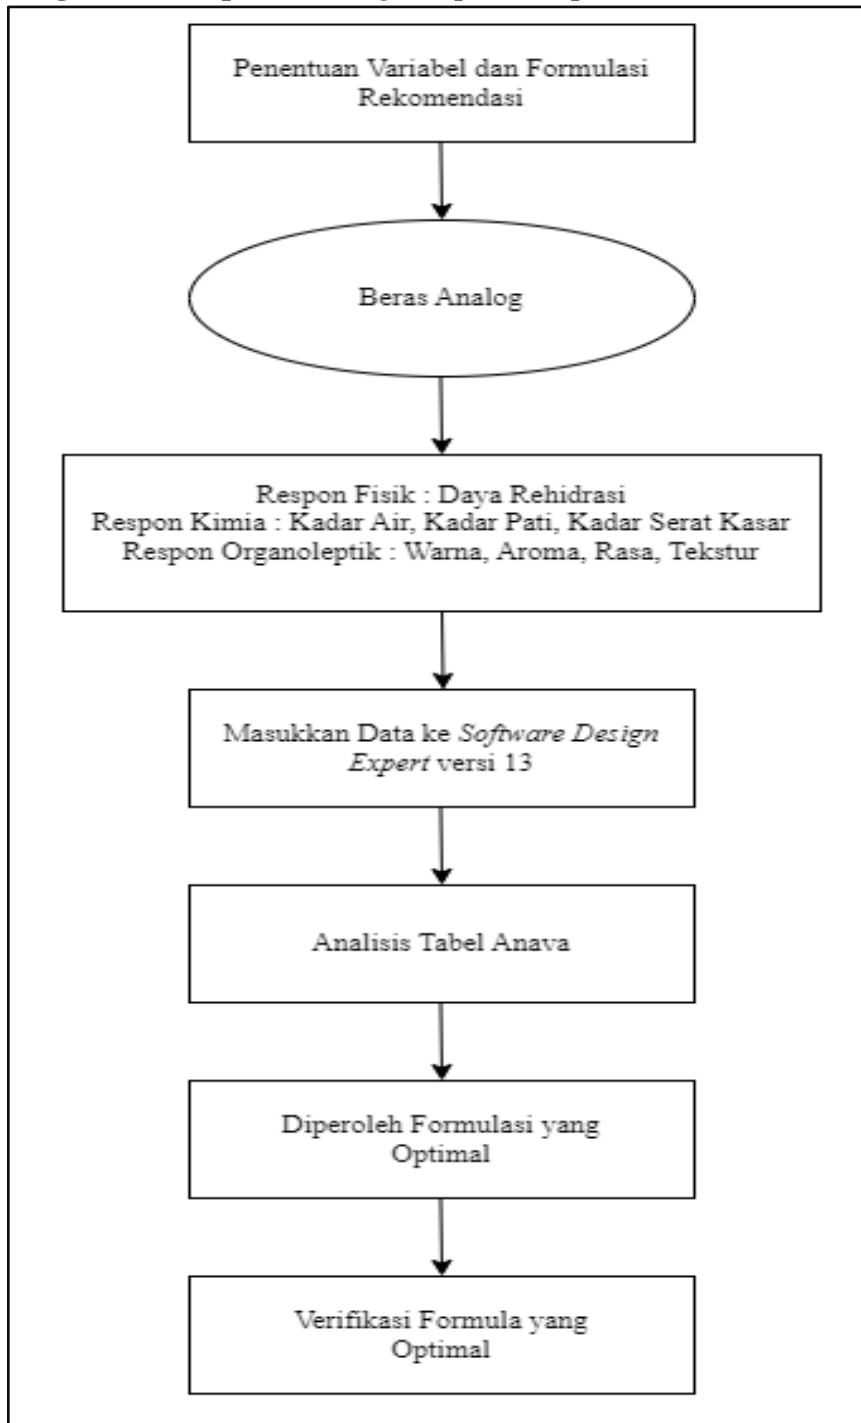 Penentuan Variabel dan Formulasi
Rekomendasi
Beras Analog
Respon Fisik : Daya Rehidrasi
Respon Kimia : Kadar Air, Kadar Pati, Kadar Serat Kasar
Respon Organoleptik : Warna, Aroma, Rasa, Tekstur
Masukkan Data ke Software Design
Expert versi 13
Analisis Tabel Anava
Diperoleh Formulasi yang
Optimal
Verifikasi Formula yang
Optimal